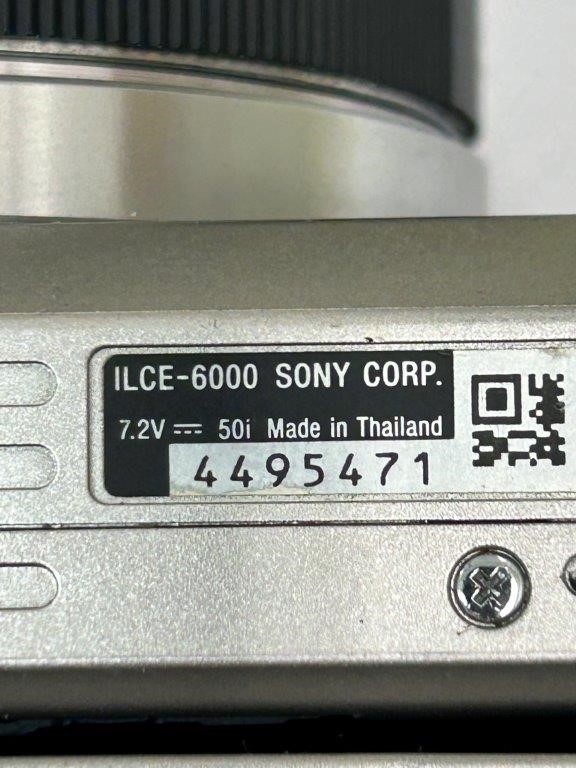 ILCE-6000 SONY CORP.
7.2V ⎓ 50i Made in Thailand
4495471